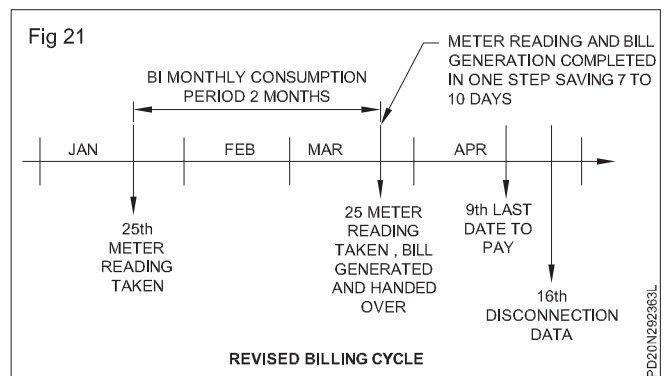 Fig 21
METER READING AND BILL
GENERATION COMPLETED
IN ONE STEP SAVING 7 TO
10 DAYS
BI MONTHLY CONSUMPTION
PERIOD 2 MONTHS
JAN
FEB
MAR
APR
25th
METER
READING
TAKEN
25 METER
READING
TAKEN , BILL
GENERATED
AND HANDED
OVER
9th LAST
DATE TO
PAY
16th
DISCONNECTION
DATA
REVISED BILLING CYCLE
PD20N292363L